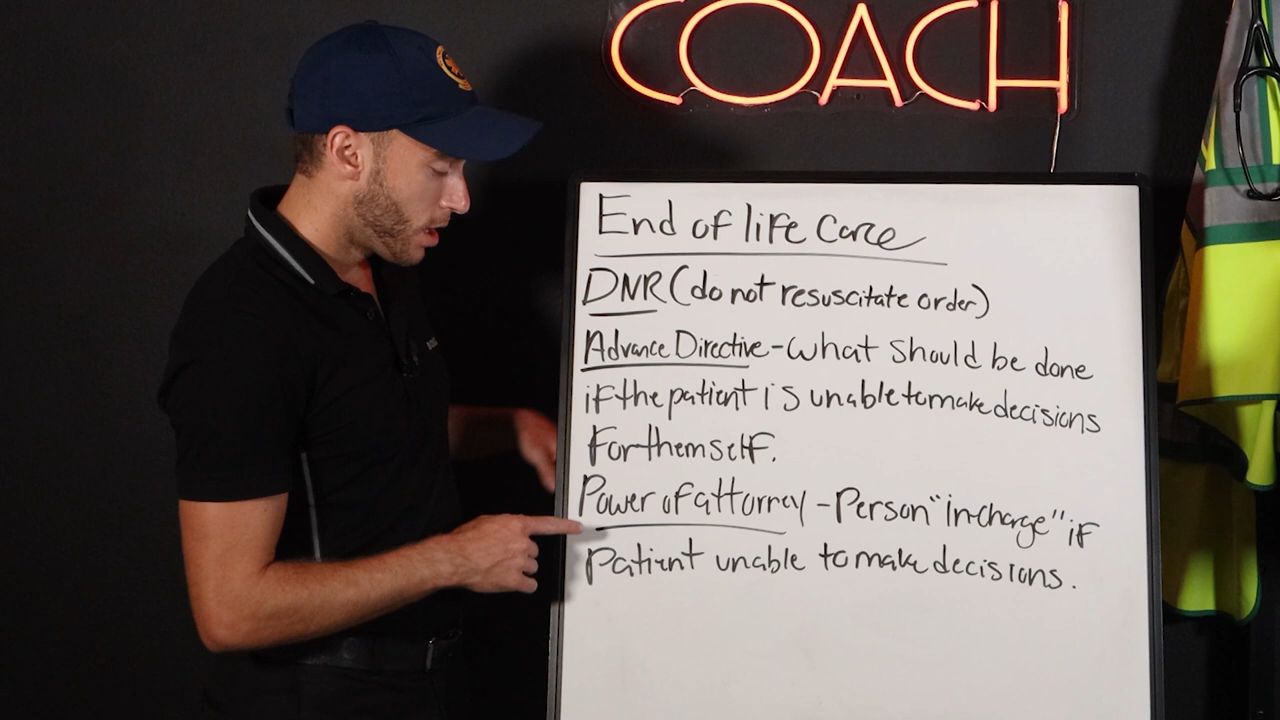 COACH
End of life Care
DNR (do not resuscitate order)
Advance Directive - What should be done
if the patient is unable to make decisions
for themself.
Power of attorney - Person "in-charge" if
patient unable to make decisions.